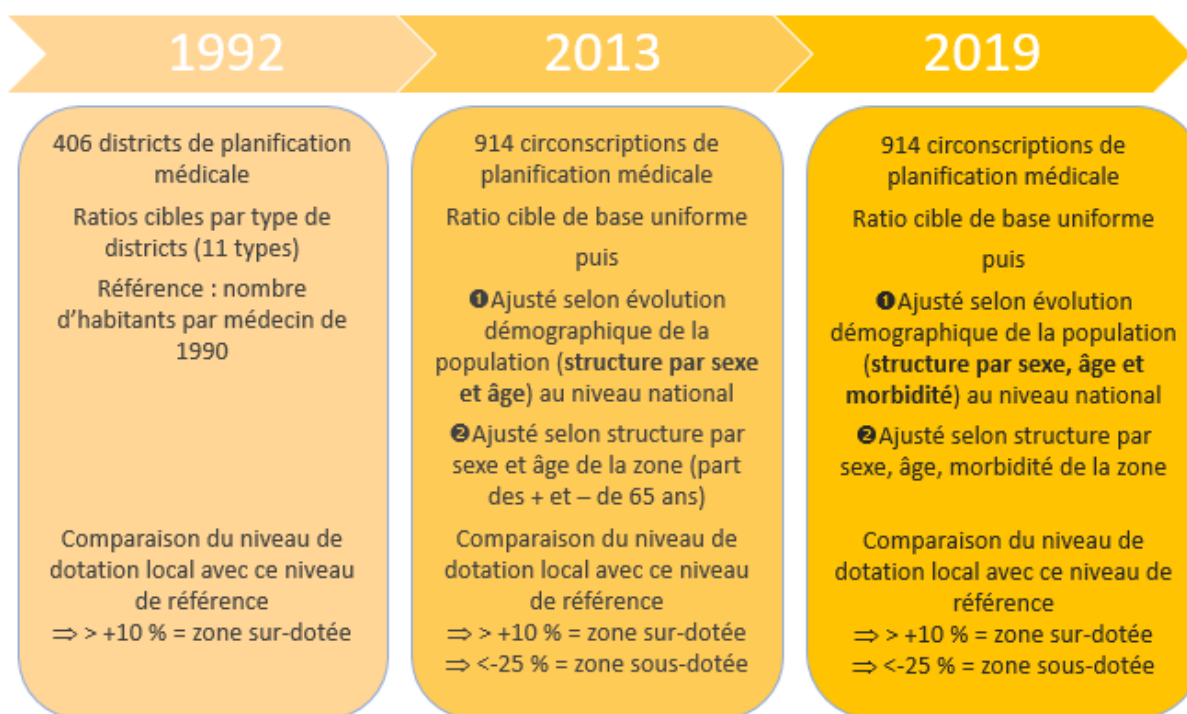 1992
2013
2019
406 districts de planification
médicale
Ratios cibles par type de
districts (11 types)
Référence : nombre
d’habitants par médecin de
1990
Comparaison du niveau de
dotation local avec ce niveau
de référence
⇒ > +10 % = zone sur-dotée
914 circonscriptions de
planification médicale
Ratio cible de base uniforme
puis
❶Ajusté selon évolution
démographique de la
population (structure par sexe
et âge) au niveau national
❷Ajusté selon structure par
sexe et âge de la zone (part
des + et – de 65 ans)
Comparaison du niveau de
dotation local avec ce niveau
de référence
⇒ > +10 % = zone sur-dotée
⇒ <-25 % = zone sous-dotée
914 circonscriptions de
planification médicale
Ratio cible de base uniforme
puis
❶Ajusté selon évolution
démographique de la population
(structure par sexe, âge et
morbidité) au niveau national
❷Ajusté selon structure par
sexe, âge, morbidité de la zone
Comparaison du niveau de
dotation local avec ce niveau de
référence
⇒ > +10 % = zone sur-dotée
⇒ <-25 % = zone sous-dotée